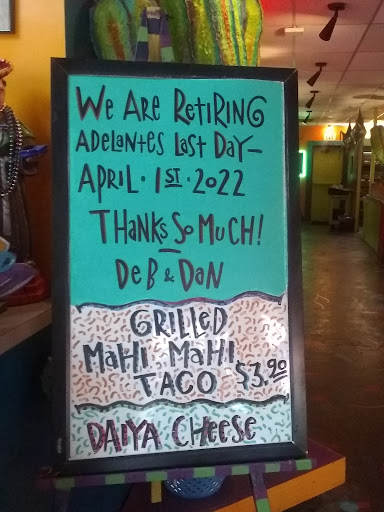 WE ARE RETIRING
ADELANTES LAST DAY-
APRIL · 1ST · 2022
THANKS SO MUCH!
DEB & DAN
GRILLED
MAHI MAHI
TACO $3.90
DAIYA CHEESE